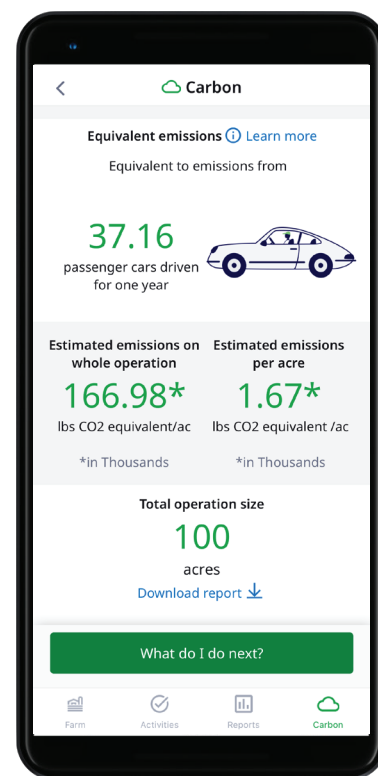 Carbon
Equivalent emissions Learn more
Equivalent to emissions from
37.16
passenger cars driven
for one year
Estimated emissions on
whole operation
166.98*
lbs CO2 equivalent/ac
*in Thousands
Estimated emissions
per acre
1.67*
lbs CO2 equivalent /ac
*in Thousands
Total operation size
100
acres
Download report
What do I do next?
Farm
Activities
Reports
Carbon